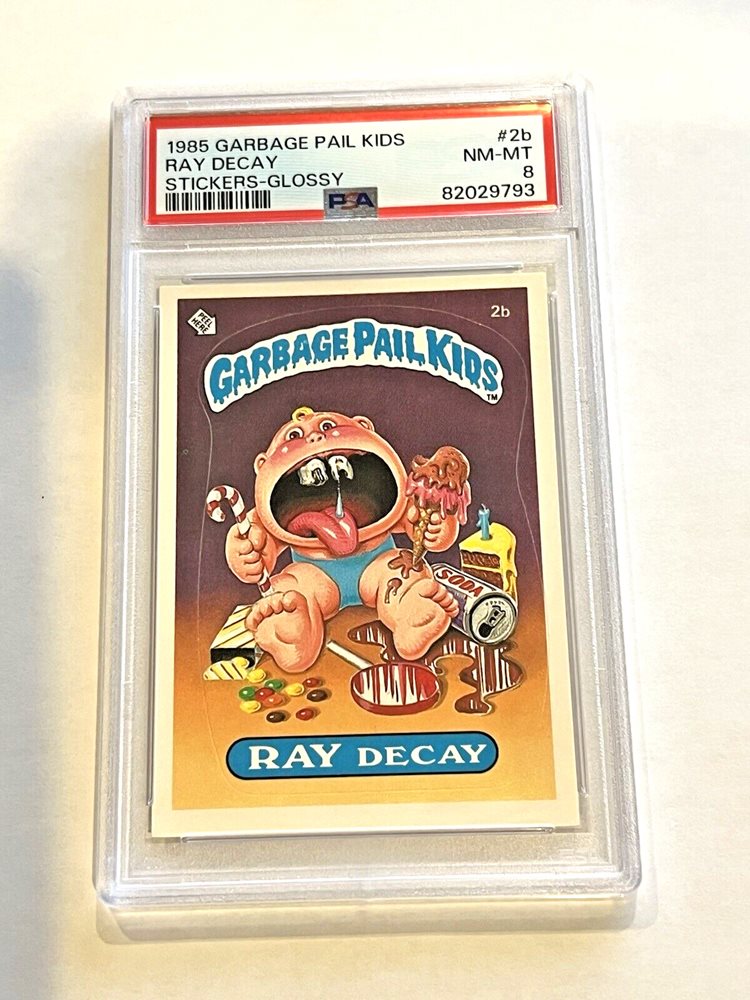 1985 GARBAGE PAIL KIDS #2b
RAY DECAY NM-MT
STICKERS-GLOSSY 8
PSA 82029793
PEEL HERE
2b
GARBAGE PAIL KIDS
TM
SODA
RAY DECAY